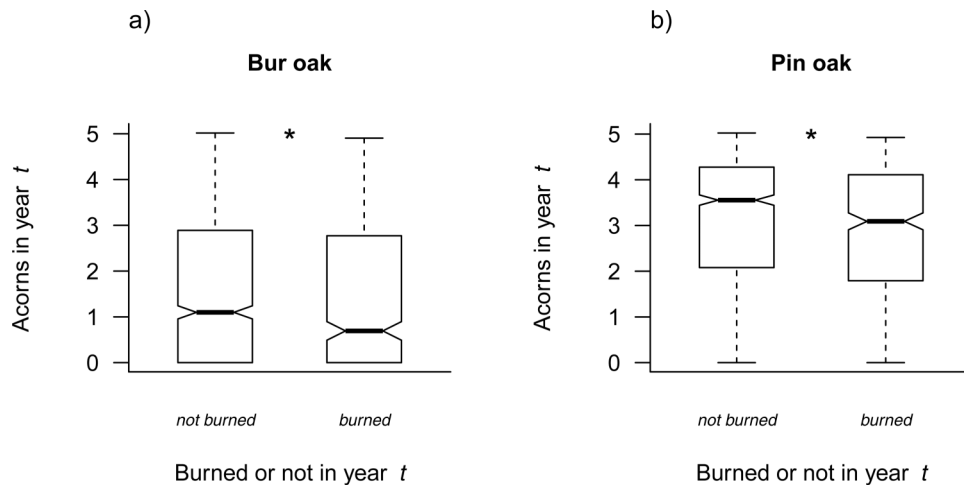 a)
Bur oak
Acorns in year t
5
4
3
2
1
0
*
not burned
burned
Burned or not in year t
b)
Pin oak
Acorns in year t
5
4
3
2
1
0
*
not burned
burned
Burned or not in year t